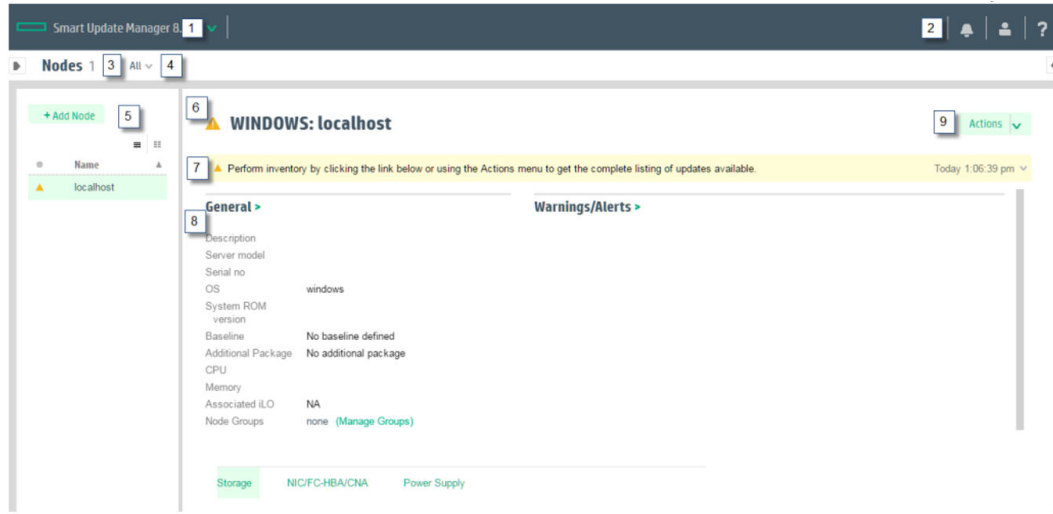 Smart Update Manager 8. 1
2 ?
Nodes 1 3 All 4
+ Add Node 5
6 WINDOWS: localhost
9 Actions
Name
7 Perform inventory by clicking the link below or using the Actions menu to get the complete listing of updates available. Today 1:06:39 pm
localhost
General > Warnings/Alerts >
8
Description
Server model
Serial no
OS windows
System ROM
version
Baseline No baseline defined
Additional Package No additional package
CPU
Memory
Associated iLO NA
Node Groups none (Manage Groups)
Storage NIC/FC-HBA/CNA Power Supply